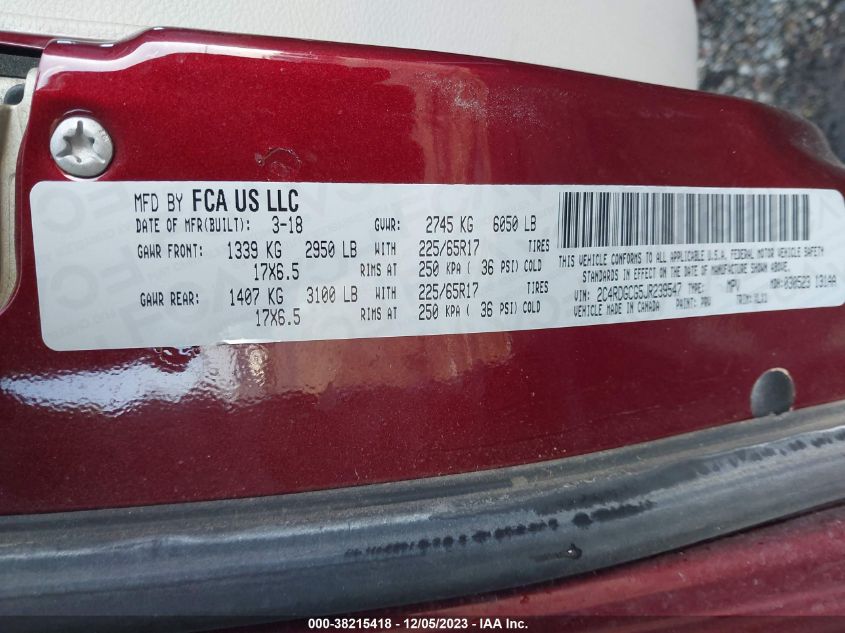 MFD BY FCA US LLC
DATE OF MFR(BUILT): 3-18 GVWR: 2745 KG 6050 LB
GAWR FRONT: 1339 KG 2950 LB WITH 225/65R17 TIRES
17X6.5 RIMS AT 250 KPA ( 36 PSI) COLD
GAWR REAR: 1407 KG 3100 LB WITH 225/65R17 TIRES
17X6.5 RIMS AT 250 KPA ( 36 PSI) COLD
THIS VEHICLE CONFORMS TO ALL APPLICABLE U.S.A. FEDERAL MOTOR VEHICLE SAFETY
STANDARDS IN EFFECT ON THE DATE OF MANUFACTURE SHOWN ABOVE.
VIN: 2C4RDGCG5JR239547 TYPE: MPV MDH: 030523 131AA
VEHICLE MADE IN CANADA PAINT: PRV TRIM:
000-38215418 - 12/05/2023 - IAA Inc.